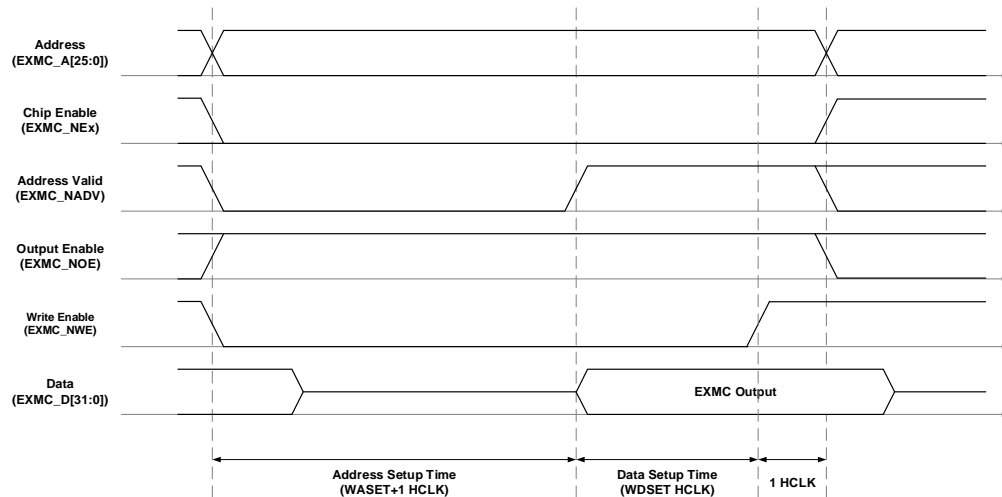 Address
(EXMC_A[25:0])
Chip Enable
(EXMC_NEx)
Address Valid
(EXMC_NADV)
Output Enable
(EXMC_NOE)
Write Enable
(EXMC_NWE)
Data
(EXMC_D[31:0])
EXMC Output
Address Setup Time
(WASET+1 HCLK)
Data Setup Time
(WDSET HCLK)
1 HCLK